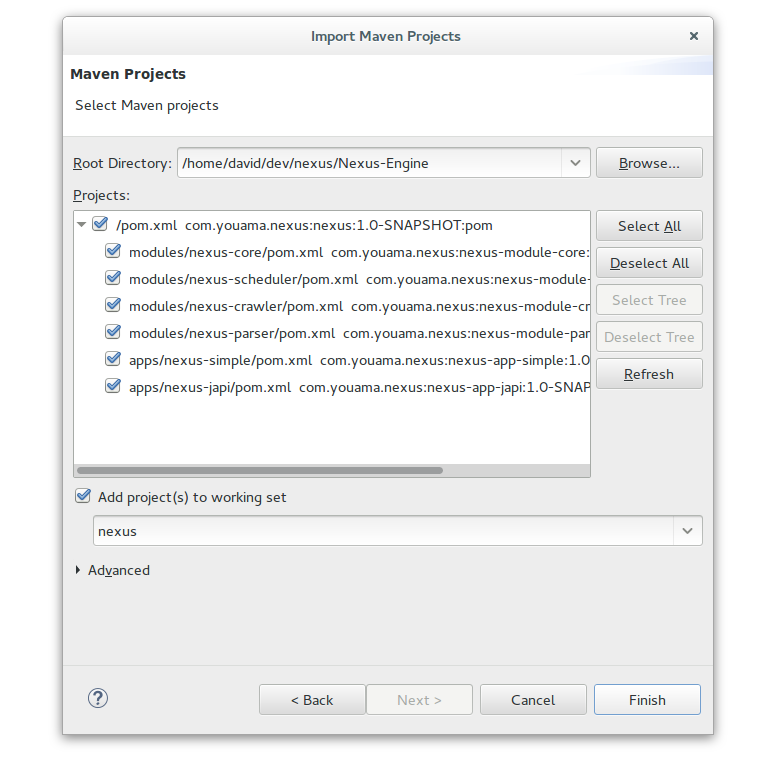 Import Maven Projects
Maven Projects
Select Maven projects
Root Directory: /home/david/dev/nexus/Nexus-Engine Browse...
Projects:
/pom.xml com.youama.nexus:nexus:1.0-SNAPSHOT:pom
modules/nexus-core/pom.xml com.youama.nexus:nexus-module-core:
modules/nexus-scheduler/pom.xml com.youama.nexus:nexus-module-
modules/nexus-crawler/pom.xml com.youama.nexus:nexus-module-cr
modules/nexus-parser/pom.xml com.youama.nexus:nexus-module-par
apps/nexus-simple/pom.xml com.youama.nexus:nexus-app-simple:1.0
apps/nexus-japi/pom.xml com.youama.nexus:nexus-app-japi:1.0-SNAP
Select All
Deselect All
Select Tree
Deselect Tree
Refresh
Add project(s) to working set
nexus
Advanced
? < Back Next > Cancel Finish